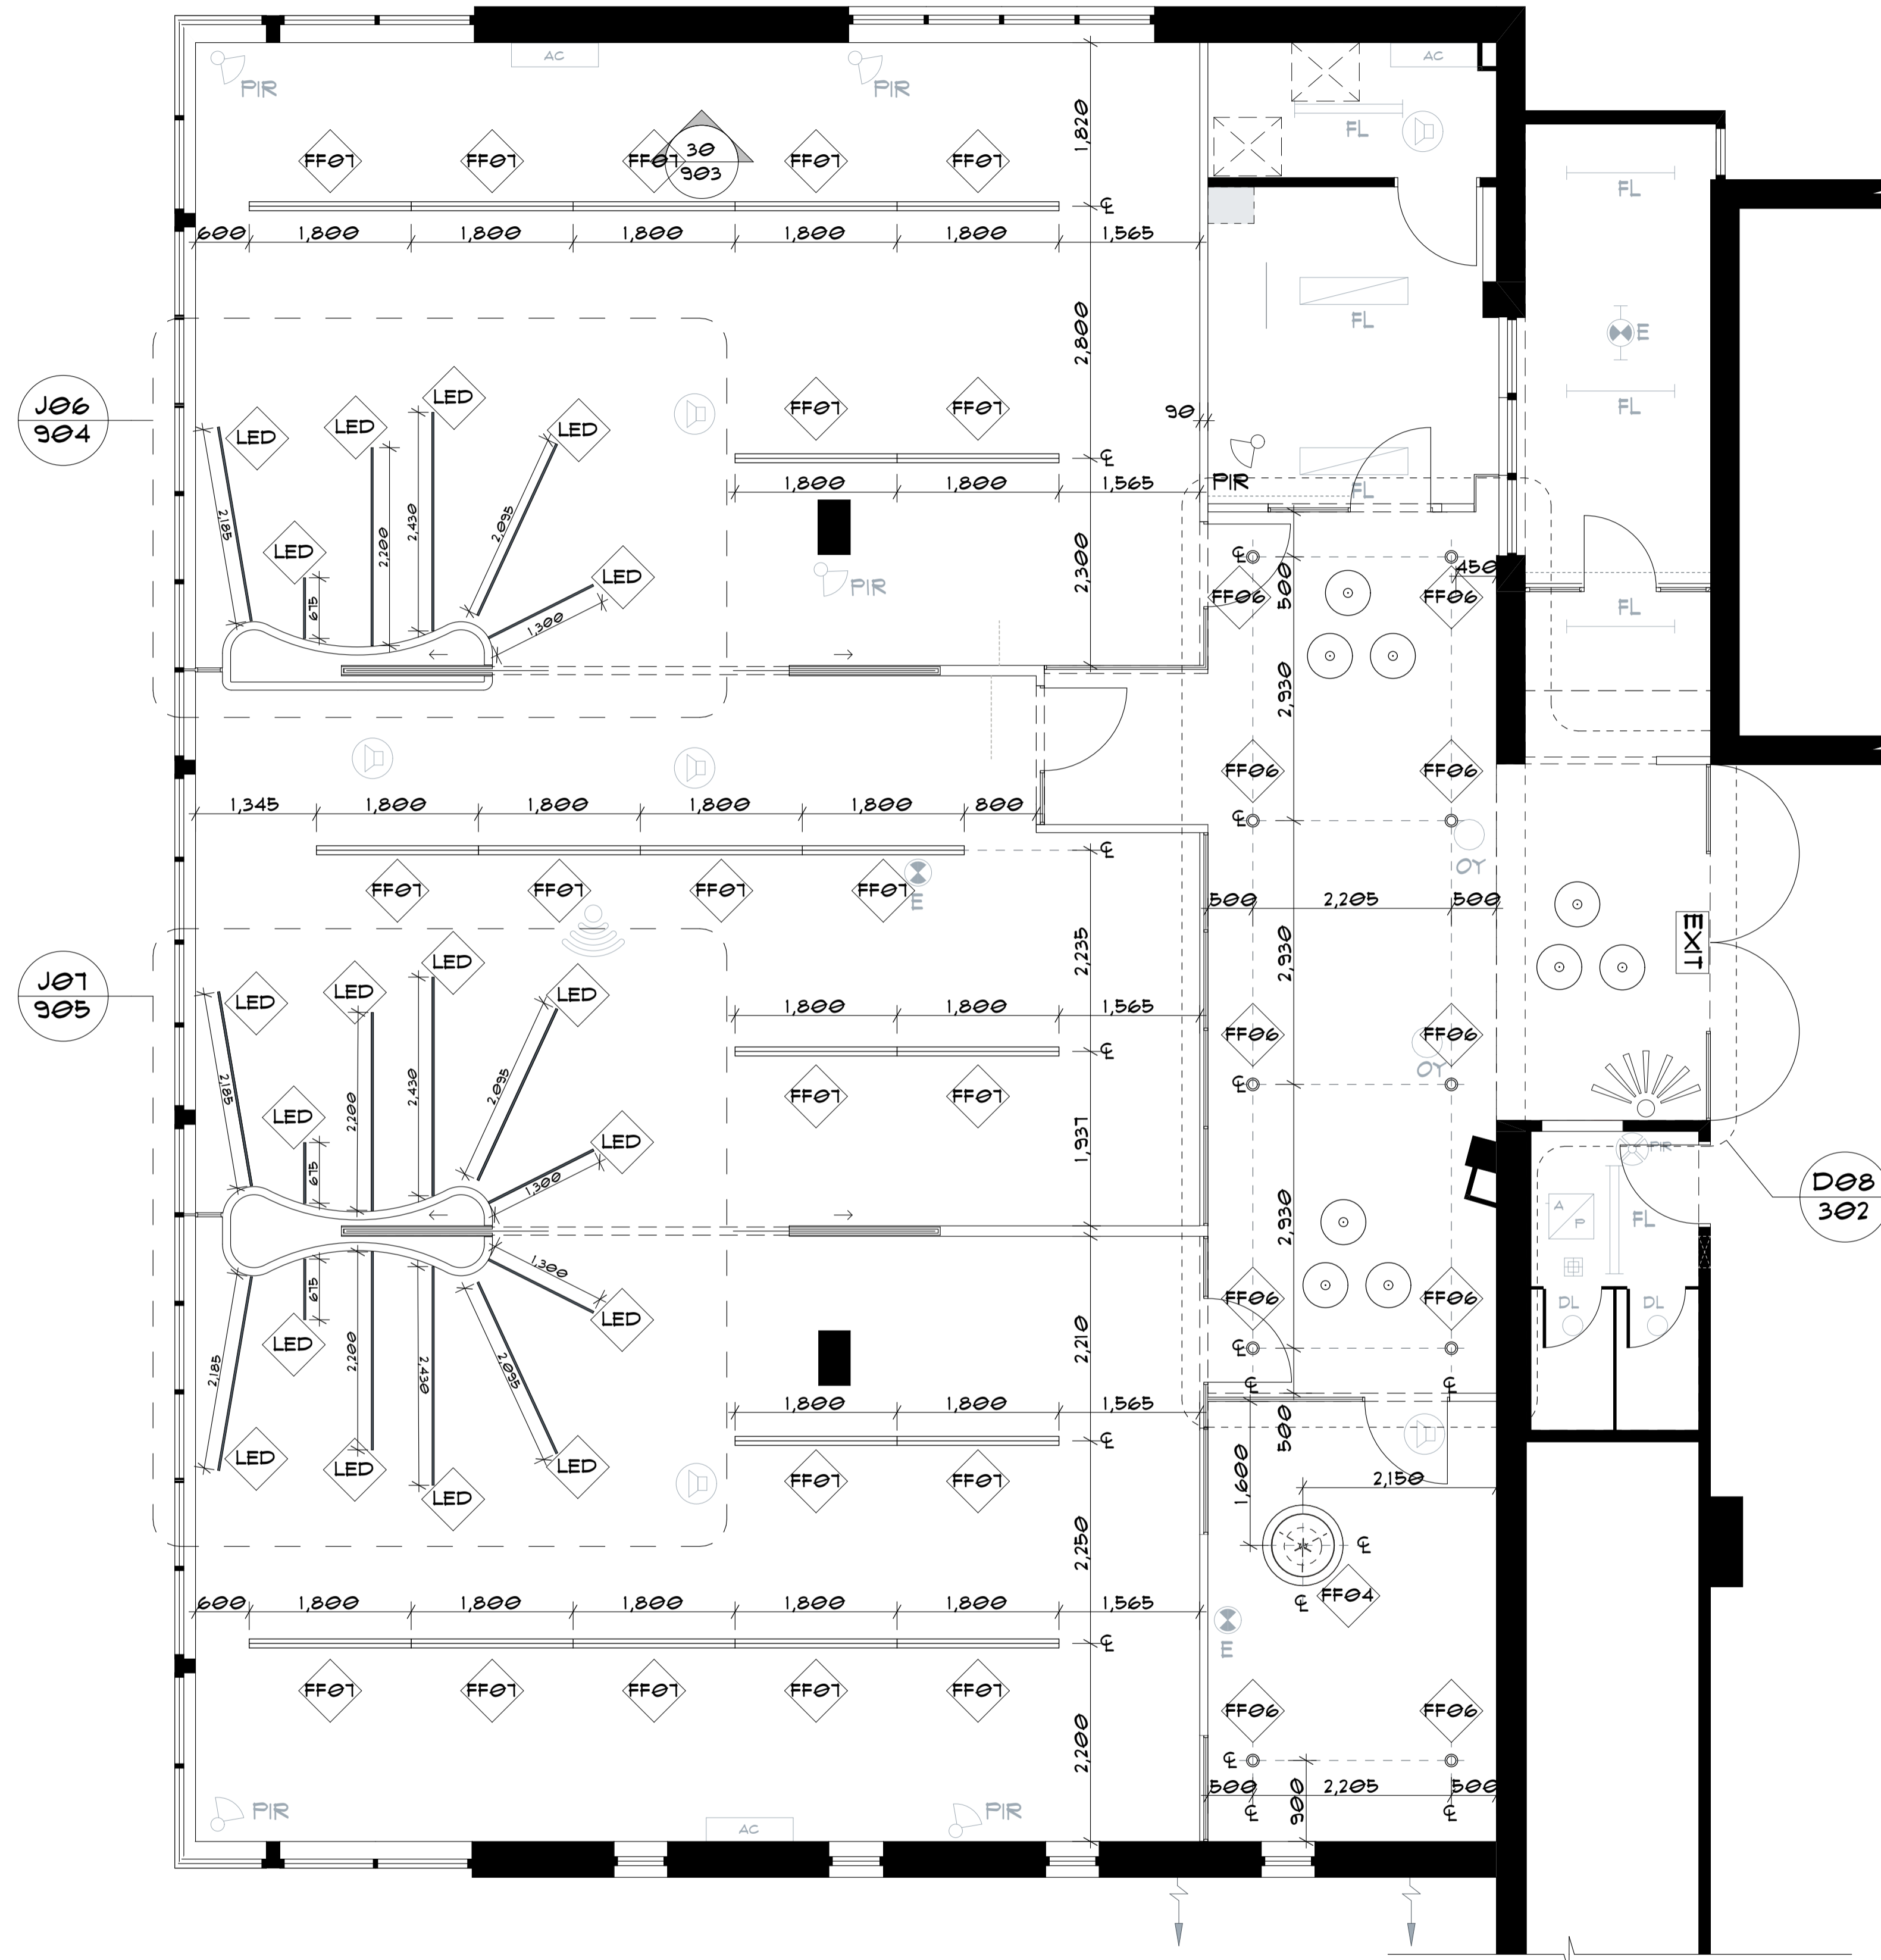 AC
AC
PIR
PIR
1,820
FL
FF07
FF07
FF07
30
903
FF07
FF07
FL
℄
600
1,800
1,800
1,800
1,800
1,800
1,565
2,800
FL
E
J06
904
LED
LED
LED
LED
FF07
FF07
90
FL
℄
1,800
1,800
1,565
PIR
FL
2,185
LED
2,200
2,430
2,095
675
LED
1,300
PIR
2,300
℄
FF06
500
FF06
450
FL
2,930
FF06
FF06
1,345
1,800
1,800
1,800
1,800
800
℄
℄
OY
FF07
FF07
FF07
FF07
E
500
2,205
500
EXIT
J07
905
LED
LED
LED
LED
2,235
2,930
1,800
1,800
1,565
℄
FF06
FF06
OY
2,185
LED
2,200
2,430
2,095
675
LED
1,300
FF07
FF07
℄
1,937
PIR
D08
302
A
P
FL
2,930
1,300
675
LED
LED
FF06
FF06
DL
DL
2,185
2,200
2,430
2,095
2,210
℄
℄
℄
1,800
1,800
1,565
℄
500
LED
LED
LED
LED
FF07
FF07
1,600
2,150
2,250
℄
℄
FF04
600
1,800
1,800
1,800
1,800
1,800
1,565
℄
E
FF07
FF07
FF07
FF07
FF07
FF06
FF06
2,200
℄
500
2,205
500
900
℄
℄
PIR
PIR
AC